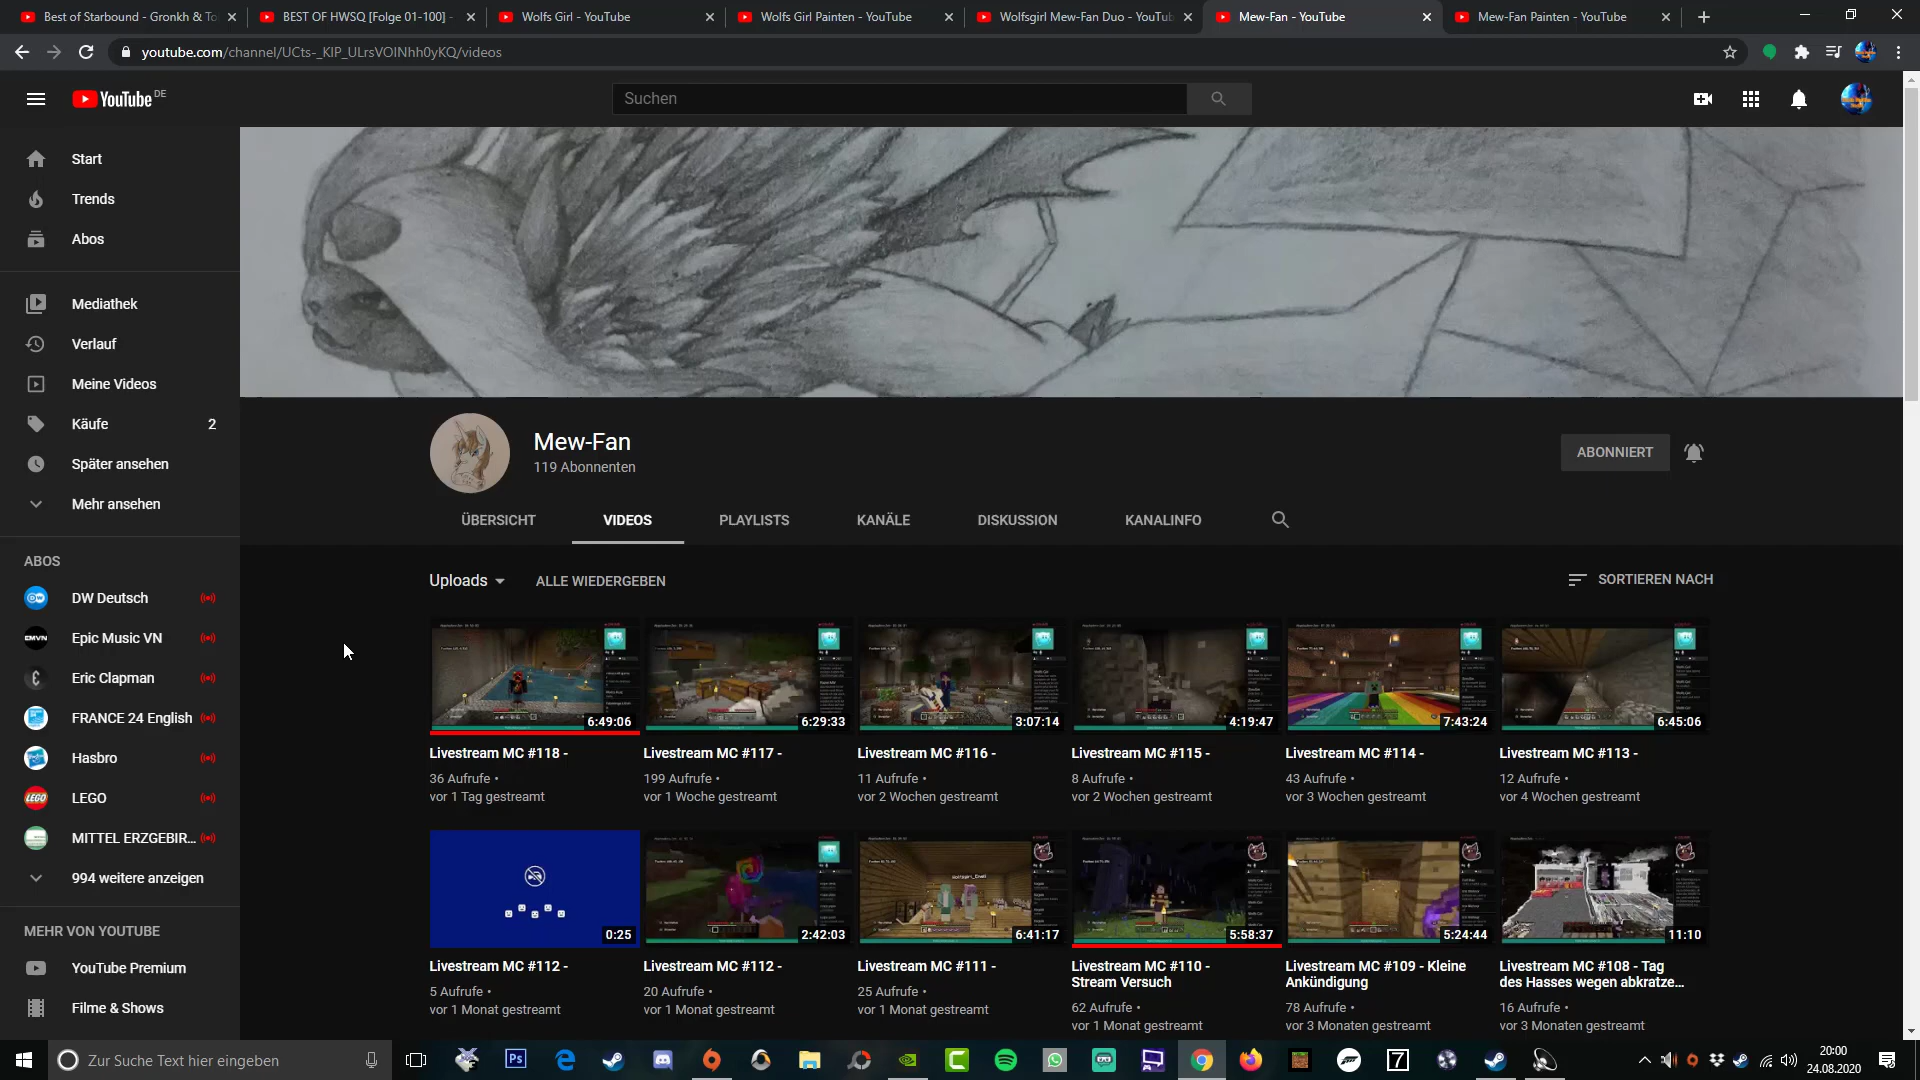 Best of Starbound - Gronkh & To
BEST OF HWSQ [Folge 01-100] -
Wolfs Girl - YouTube
Wolfs Girl Painten - YouTube
Wolfsgirl Mew-Fan Duo - YouTub
Mew-Fan - YouTube
Mew-Fan Painten - YouTube
youtube.com/channel/UCts-_KIP_ULrsVOINhh0yKQ/videos
YouTube DE
Suchen
Start
Trends
Abos
Mediathek
Verlauf
Meine Videos
Käufe 2
Später ansehen
Mehr ansehen
ABOS
DW Deutsch
Epic Music VN
Eric Clapman
FRANCE 24 English
Hasbro
LEGO
MITTEL ERZGEBIR...
994 weitere anzeigen
MEHR VON YOUTUBE
YouTube Premium
Filme & Shows
Mew-Fan
119 Abonnenten
ABONNIERT
ÜBERSICHT VIDEOS PLAYLISTS KANÄLE DISKUSSION KANALINFO
Uploads ALLE WIEDERGEBEN SORTIEREN NACH
6:49:06 6:29:33 3:07:14 4:19:47 7:43:24 6:45:06
Livestream MC #118 - Livestream MC #117 - Livestream MC #116 - Livestream MC #115 - Livestream MC #114 - Livestream MC #113 -
36 Aufrufe • 199 Aufrufe • 11 Aufrufe • 8 Aufrufe • 43 Aufrufe • 12 Aufrufe •
vor 1 Tag gestreamt vor 1 Woche gestreamt vor 2 Wochen gestreamt vor 2 Wochen gestreamt vor 3 Wochen gestreamt vor 4 Wochen gestreamt
0:25 2:42:03 6:41:17 5:58:37 5:24:44 11:10
Livestream MC #112 - Livestream MC #112 - Livestream MC #111 - Livestream MC #110 - Livestream MC #109 - Kleine Livestream MC #108 - Tag
Stream Versuch Ankündigung des Hasses wegen abkratze...
5 Aufrufe • 20 Aufrufe • 25 Aufrufe • 62 Aufrufe • 78 Aufrufe • 16 Aufrufe •
vor 1 Monat gestreamt vor 1 Monat gestreamt vor 1 Monat gestreamt vor 1 Monat gestreamt vor 3 Monaten gestreamt vor 3 Monaten gestreamt
Zur Suche Text hier eingeben
20:00
24.08.2020